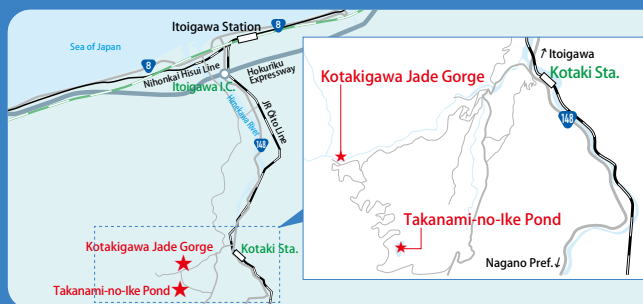 Itoigawa Station
8
Sea of Japan
8
Nihonkai Hisui Line
Hokuriku
Expressway
Itoigawa I.C.
Himekawa River
JR Ōito Line
148
Kotakigawa Jade Gorge
Kotaki Sta.
Takanami-no-Ike Pond
↑ Itoigawa
Kotaki Sta.
Kotakigawa Jade Gorge
148
Takanami-no-Ike Pond
Nagano Pref.↓